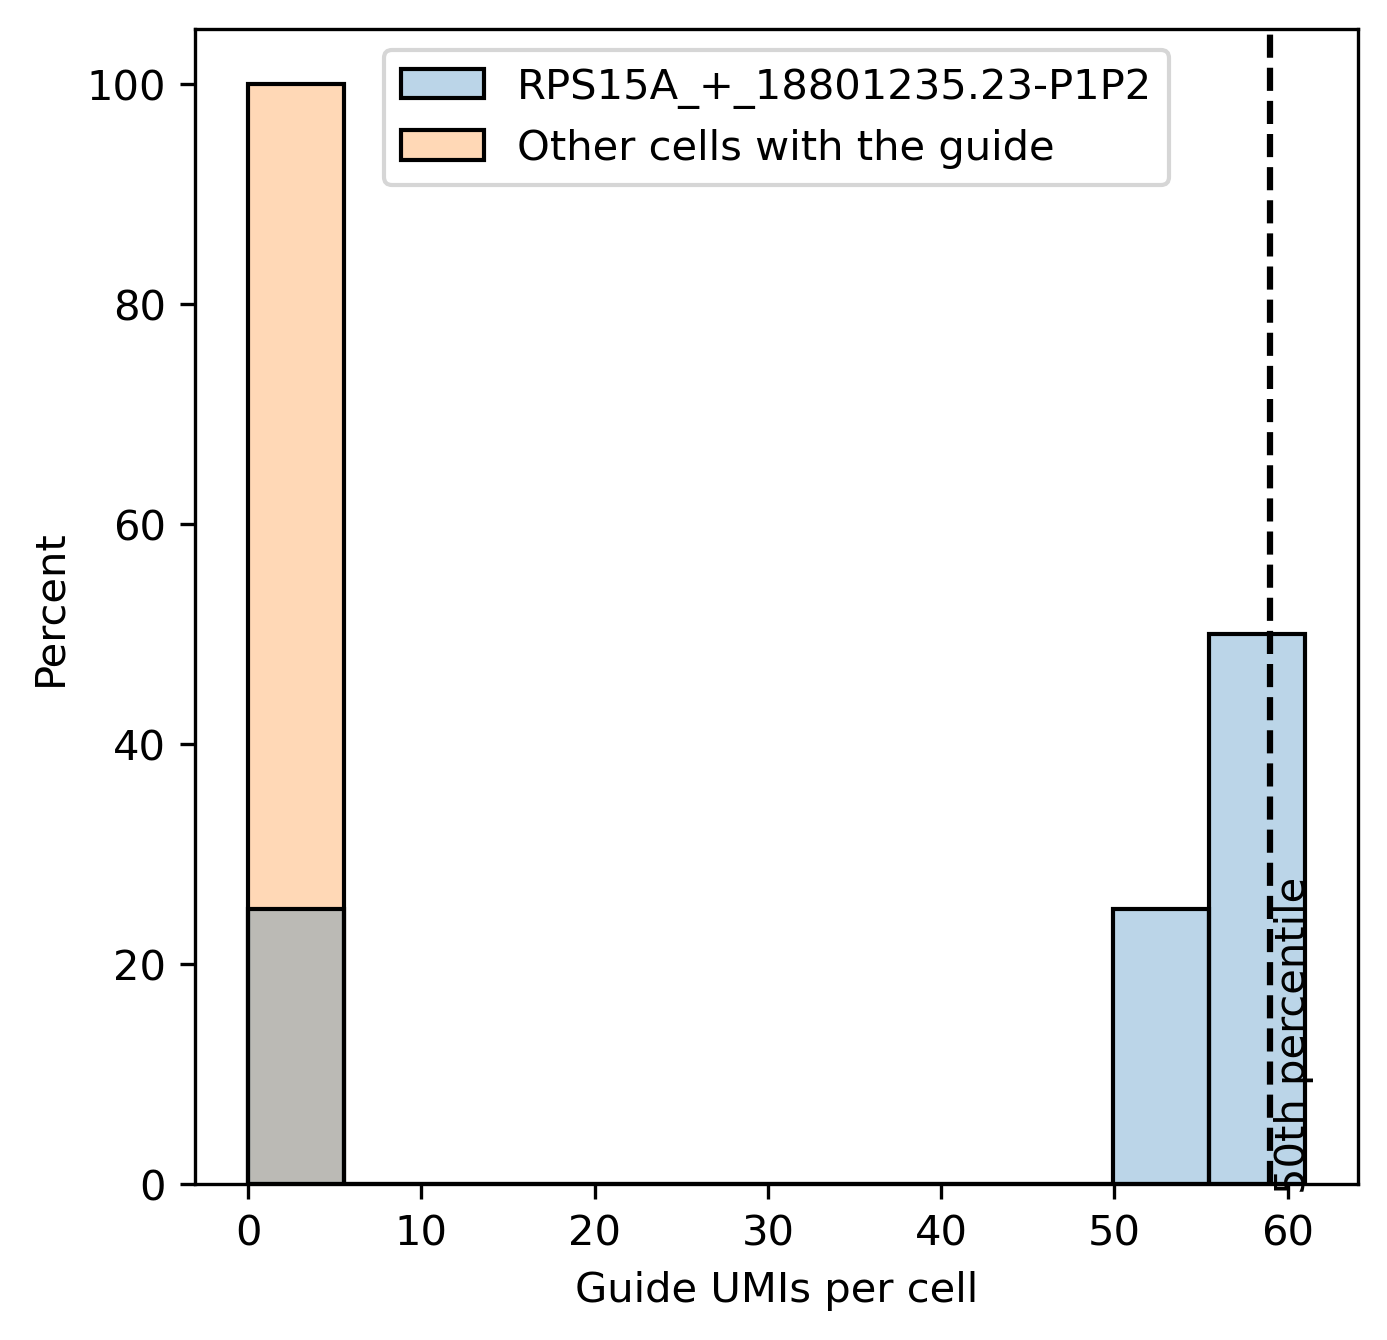 RPS15A_+_18801235.23-P1P2
Other cells with the guide
100
80
60
40
20
0
Percent
50th percentile
0 10 20 30 40 50 60
Guide UMIs per cell